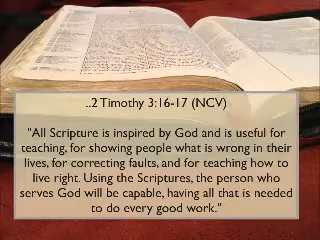 ..2 Timothy 3:16-17 (NCV)
"All Scripture is inspired by God and is useful for
teaching, for showing people what is wrong in their
lives, for correcting faults, and for teaching how to
live right. Using the Scriptures, the person who
serves God will be capable, having all that is needed
to do every good work."